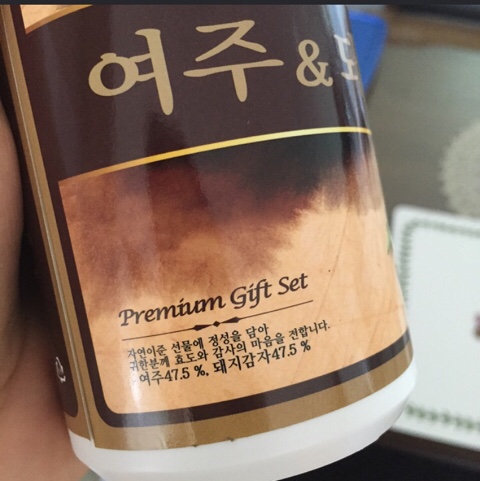 여주 &
Premium Gift Set
자연이준 선물에 정성을 담아
귀한분께 효도와 감사의 마음을 전합니다.
여주47.5 %, 돼지감자47.5 %